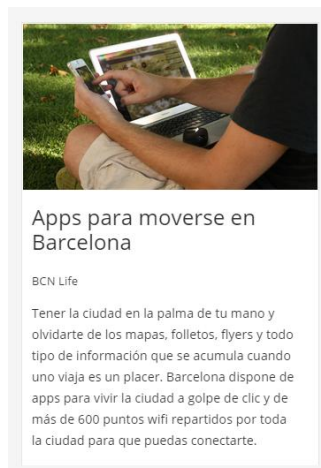 Apps para moverse en
Barcelona
BCN Life
Tener la ciudad en la palma de tu mano y
olvidarte de los mapas, folletos, flyers y todo
tipo de información que se acumula cuando
uno viaja es un placer. Barcelona dispone de
apps para vivir la ciudad a golpe de clic y de
más de 600 puntos wifi repartidos por toda
la ciudad para que puedas conectarte.